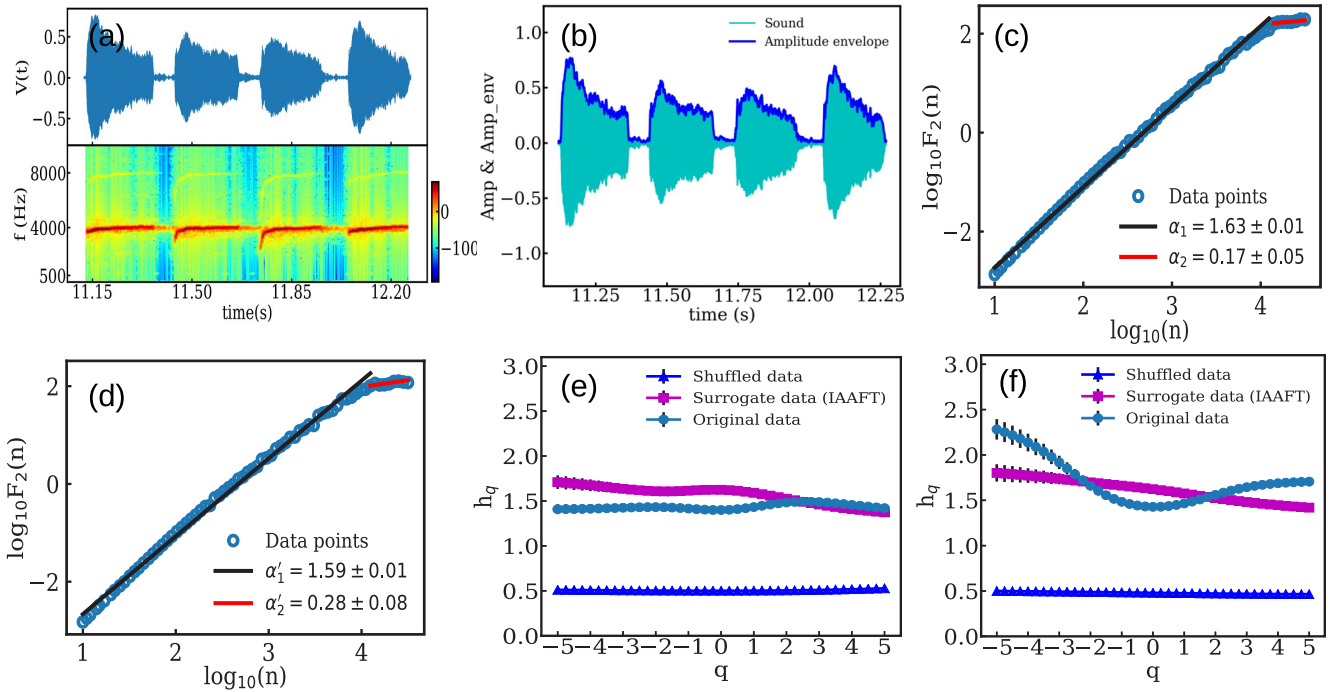 (a)
V(t)
0.5
0.0
−0.5
f (Hz)
8000
4000
500
0
−100
11.15 11.50 11.85 12.20
time(s)
(b)
Sound
Amplitude envelope
Amp & Amp_env
1.0
0.5
0.0
−0.5
−1.0
11.25 11.50 11.75 12.00 12.25
time (s)
(c)
log₁₀F₂(n)
2
0
−2
Data points
α₁ = 1.63 ± 0.01
α₂ = 0.17 ± 0.05
1 2 3 4
log₁₀(n)
(d)
log₁₀F₂(n)
2
0
−2
Data points
α′₁ = 1.59 ± 0.01
α′₂ = 0.28 ± 0.08
1 2 3 4
log₁₀(n)
(e)
Shuffled data
Surrogate data (IAAFT)
Original data
h_q
3.0
2.5
2.0
1.5
1.0
0.5
0.0
−5 −4 −3 −2 −1 0 1 2 3 4 5
q
(f)
Shuffled data
Surrogate data (IAAFT)
Original data
h_q
3.0
2.5
2.0
1.5
1.0
0.5
0.0
−5 −4 −3 −2 −1 0 1 2 3 4 5
q